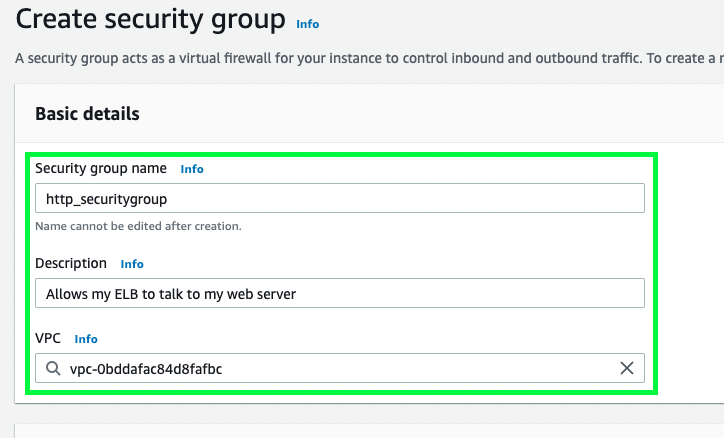 Create security group Info
A security group acts as a virtual firewall for your instance to control inbound and outbound traffic. To create a
Basic details
Security group name Info
http_securitygroup
Name cannot be edited after creation.
Description Info
Allows my ELB to talk to my web server
VPC Info
vpc-0bddafac84d8fafbc